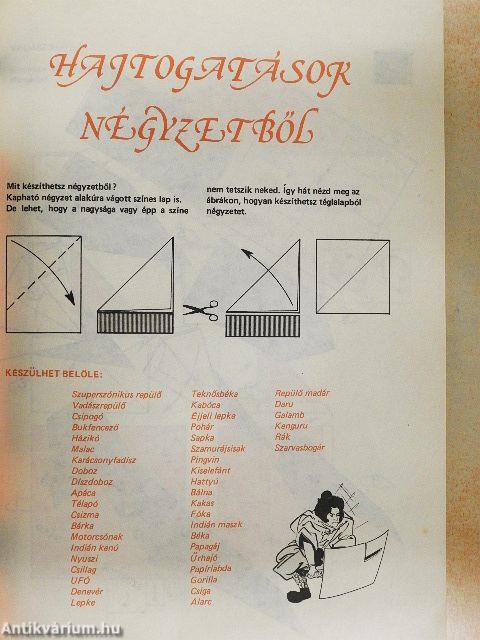 HAJTOGATÁSOK
NÉGYZETBŐL
Mit készíthetsz négyzetből?
Kapható négyzet alakúra vágott színes lap is.
De lehet, hogy a nagysága vagy épp a színe
nem tetszik neked. Így hát nézd meg az
ábrákon, hogyan készíthetsz téglalapból
négyzetet.
KÉSZÜLHET BELŐLE:
Szuperszónikus repülő
Vadászrepülő
Csipogó
Bukfencező
Házikó
Malac
Karácsonyfadísz
Doboz
Díszdoboz
Apáca
Télapó
Csizma
Bárka
Motorcsónak
Indián kenu
Nyuszi
Csillag
UFÓ
Denevér
Lepke
Teknősbéka
Kabóca
Éjjeli lepke
Pohár
Sapka
Szamurájsisak
Pingvin
Kiselefánt
Hattyú
Bálna
Kakas
Fóka
Indián maszk
Béka
Papagáj
Űrhajó
Papírlabda
Gorilla
Csiga
Álarc
Repülő madár
Daru
Galamb
Kenguru
Rák
Szarvasbogár
Antikvárium.hu